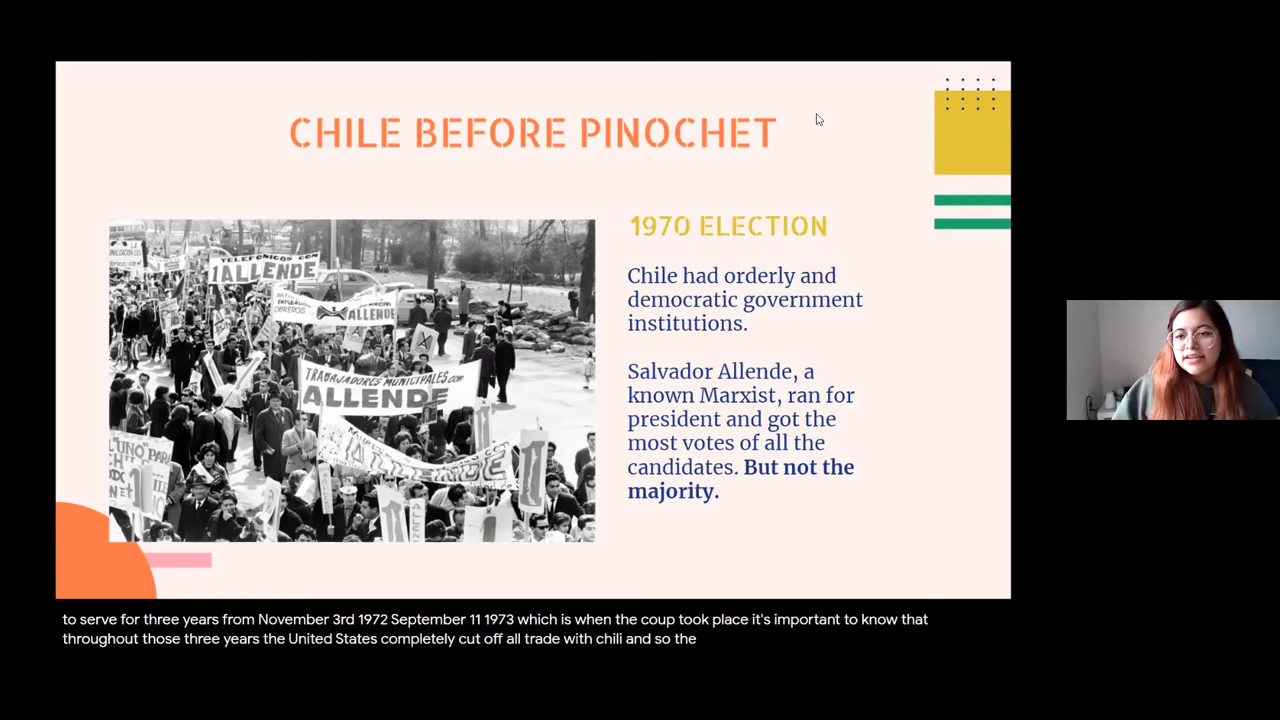 CHILE BEFORE PINOCHET
TELEFONICOS CON
1ALLENDE
ALLENDE
TRABAJADORES MUNICIPALES CON
ALLENDE
ALLENDE
"UNO" PARA
1970 ELECTION
Chile had orderly and
democratic government
institutions.
Salvador Allende, a
known Marxist, ran for
president and got the
most votes of all the
candidates. But not the
majority.
to serve for three years from November 3rd 1972 September 11 1973 which is when the coup took place it's important to know that
throughout those three years the United States completely cut off all trade with chili and so the